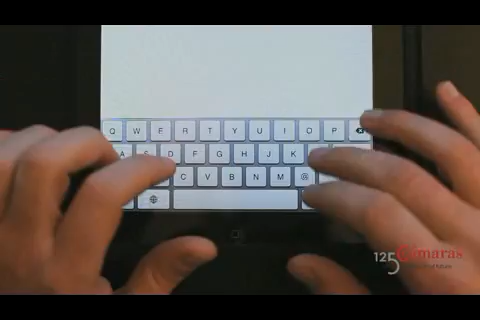 Q W E R T Y U I O P
A S D F G H J K
C V B N M @
125 Cámaras